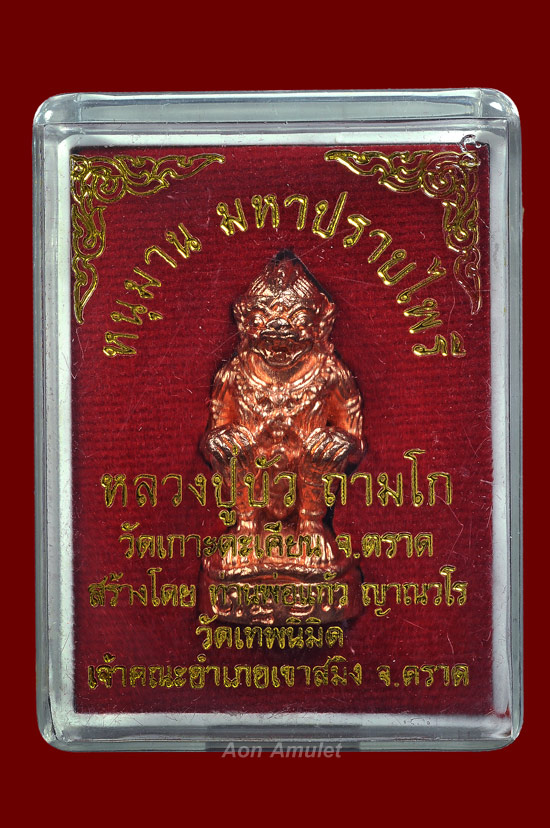 หนุมาน มหาปราบไพรี
หลวงปู่บัว ถามโก
วัดเกาะตะเคียน จ.ตราด
สร้างโดย ท่านพ่อแก้ว ญาณวโร
วัดเทพนิมิต
เจ้าคณะอำเภอเขาสมิง จ.ตราด
Aon Amulet